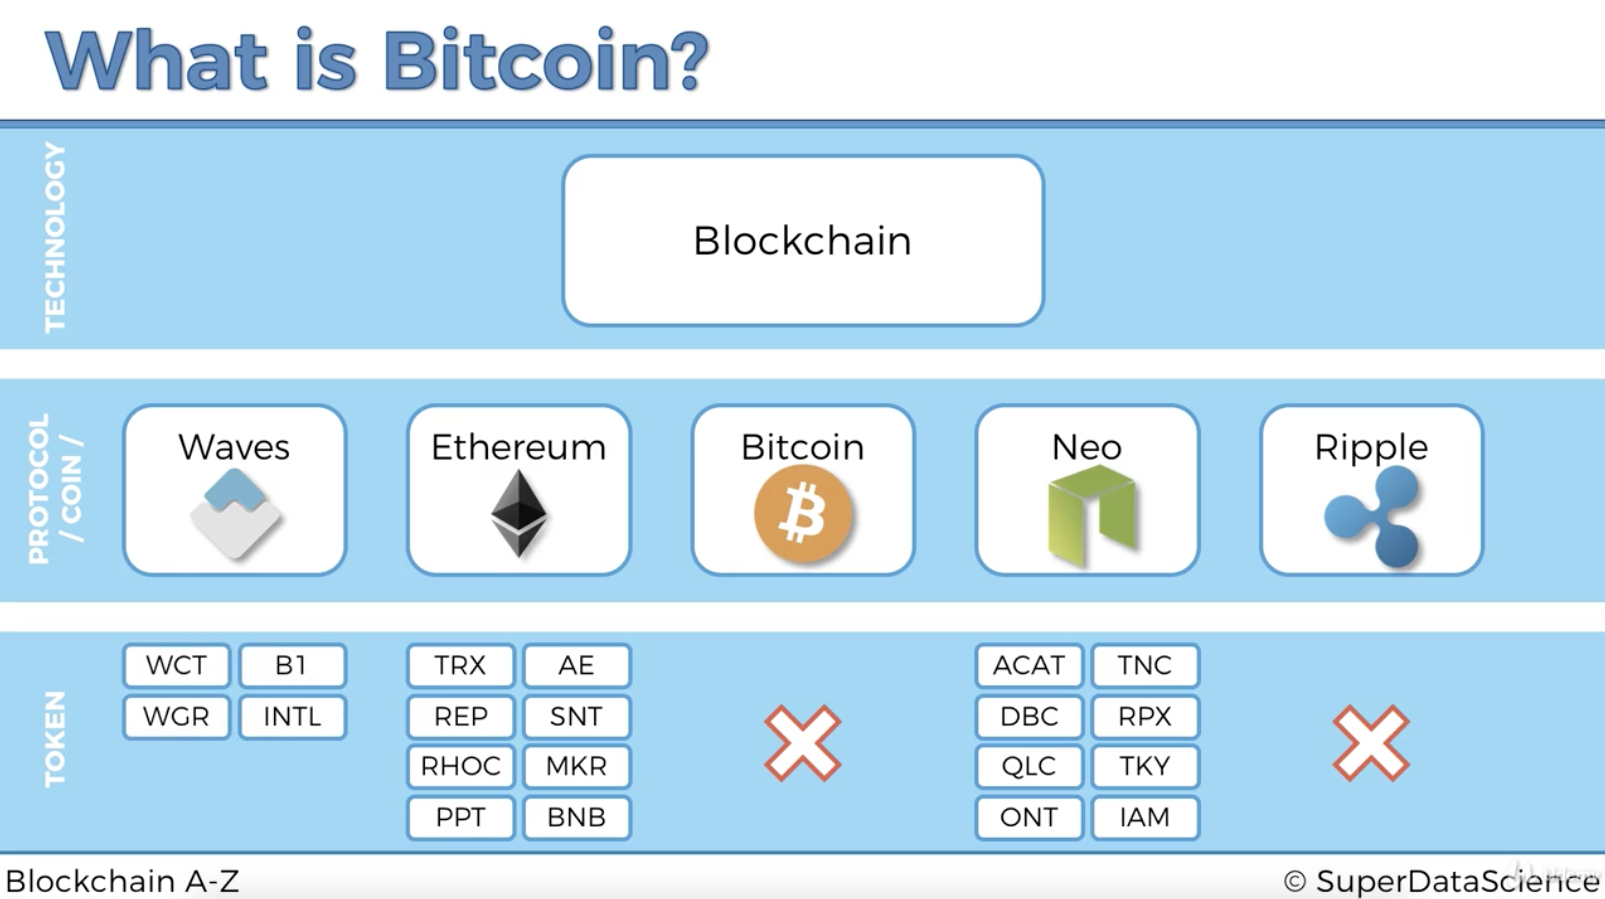 What is Bitcoin?
TECHNOLOGY
Blockchain
PROTOCOL
/ COIN /
Waves
Ethereum
Bitcoin
Neo
Ripple
TOKEN
WCT B1
WGR INTL
TRX AE
REP SNT
RHOC MKR
PPT BNB
ACAT TNC
DBC RPX
QLC TKY
ONT IAM
Blockchain A-Z
© SuperDataScience
Udemy